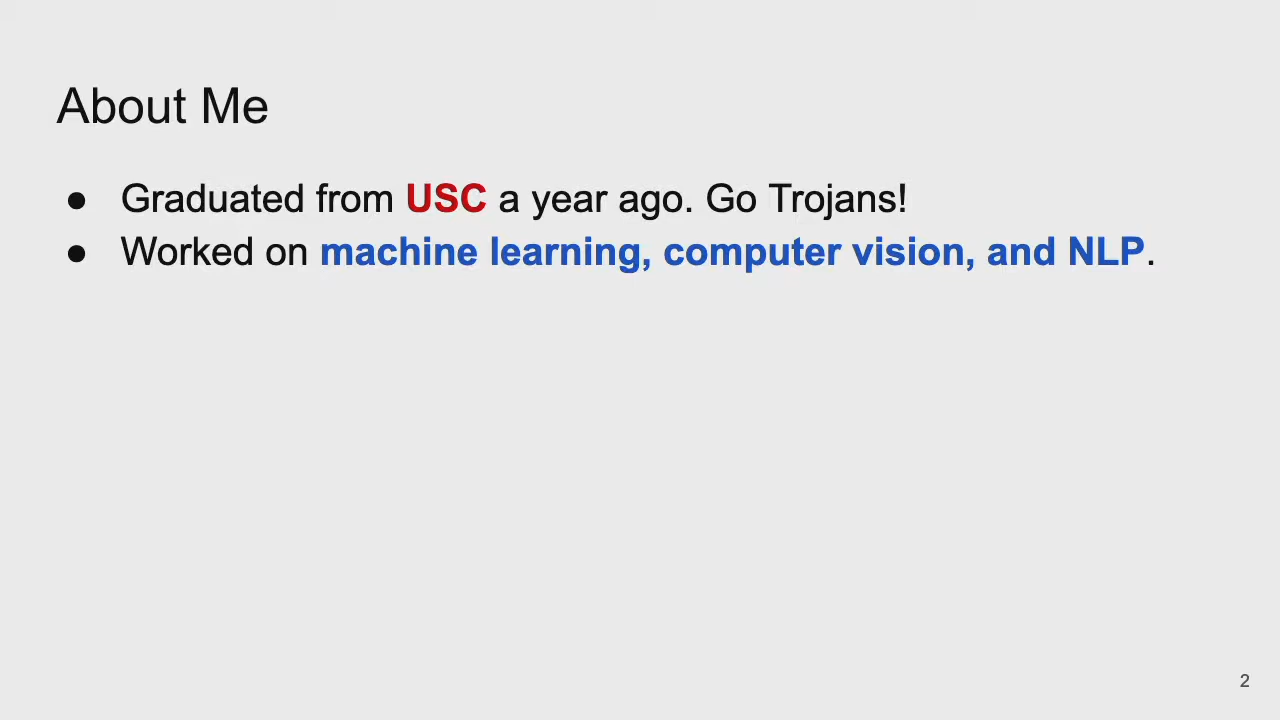 About Me
● Graduated from USC a year ago. Go Trojans!
● Worked on machine learning, computer vision, and NLP.
2